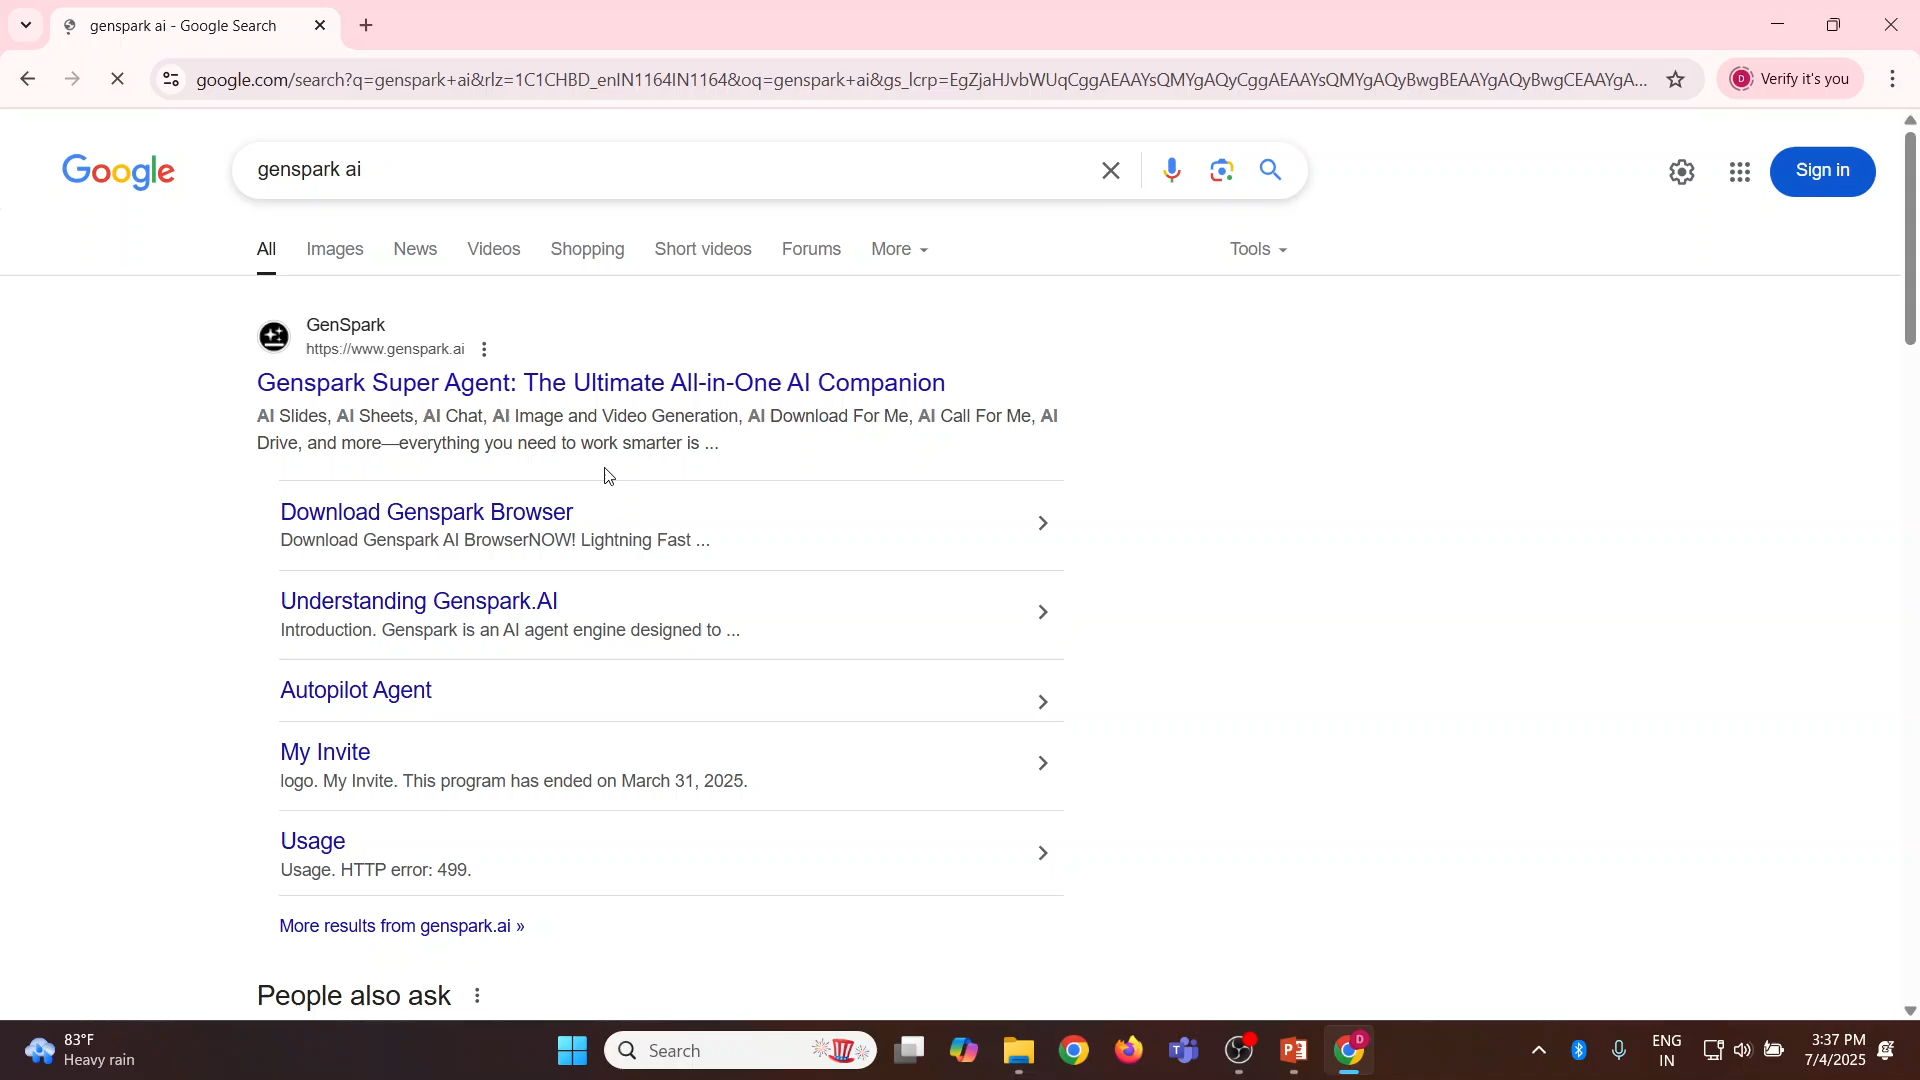 genspark ai - Google Search
google.com/search?q=genspark+ai&rlz=1C1CHBD_enIN1164IN1164&oq=genspark+ai&gs_lcrp=EgZjaHJvbWUqCggAEAAYsQMYgAQyCggAEAAYsQMYgAQyBwgBEAAYgAQyBwgCEAAYgA...
Verify it's you
Google
genspark ai
Sign in
All Images News Videos Shopping Short videos Forums More Tools
GenSpark
https://www.genspark.ai
Genspark Super Agent: The Ultimate All-in-One AI Companion
AI Slides, AI Sheets, AI Chat, AI Image and Video Generation, AI Download For Me, AI Call For Me, AI
Drive, and more—everything you need to work smarter is ...
Download Genspark Browser
Download Genspark AI BrowserNOW! Lightning Fast ...
Understanding Genspark.AI
Introduction. Genspark is an AI agent engine designed to ...
Autopilot Agent
My Invite
logo. My Invite. This program has ended on March 31, 2025.
Usage
Usage. HTTP error: 499.
More results from genspark.ai »
People also ask
83°F
Heavy rain
Search
D
ENG
IN
3:37 PM
7/4/2025